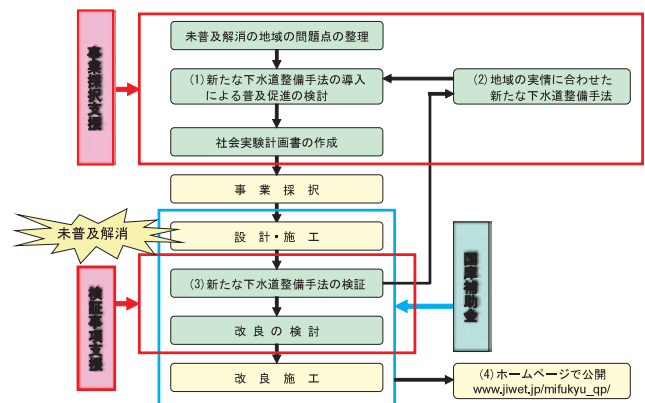 未普及解消の地域の問題点の整理
(1)新たな下水道整備手法の導入
による普及促進の検討
(2)地域の実情に合わせた
新たな下水道整備手法
社会実験計画書の作成
事業採択支援
事業採択
未普及解消
設計・施工
(3)新たな下水道整備手法の検証
国庫補助金
検証事項支援
改良の検討
改良施工
(4)ホームページで公開
www.jiwet.jp/mifukyu_qp/